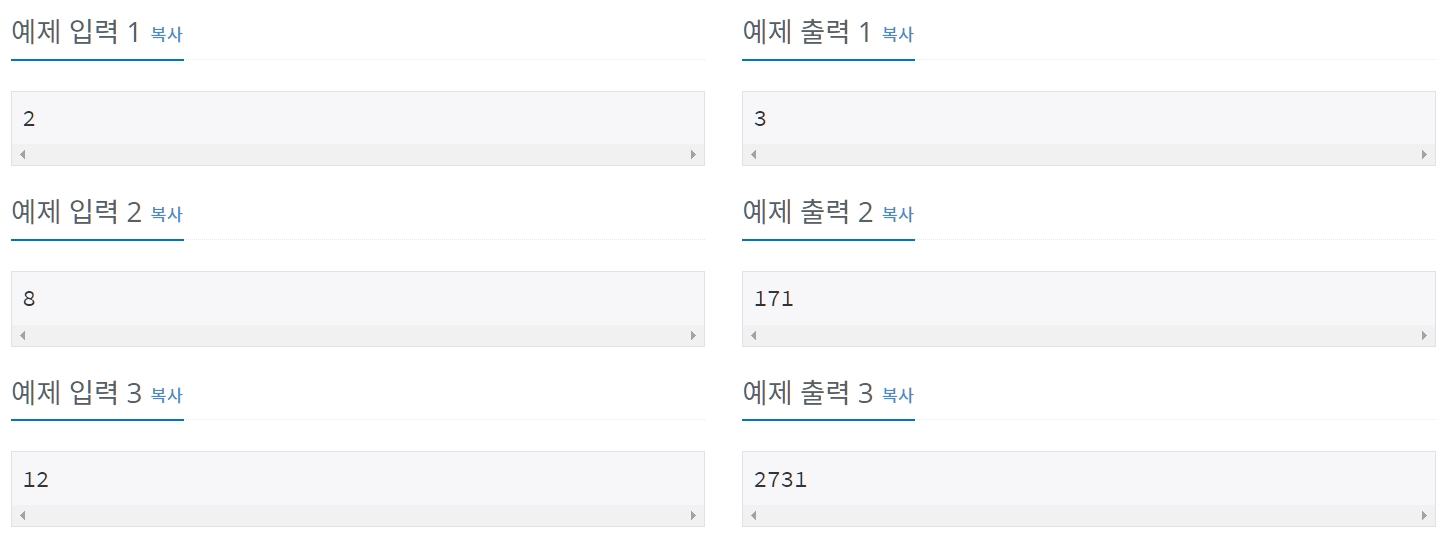 예제 입력 1 복사
예제 출력 1 복사
2
3
예제 입력 2 복사
예제 출력 2 복사
8
171
예제 입력 3 복사
예제 출력 3 복사
12
2731